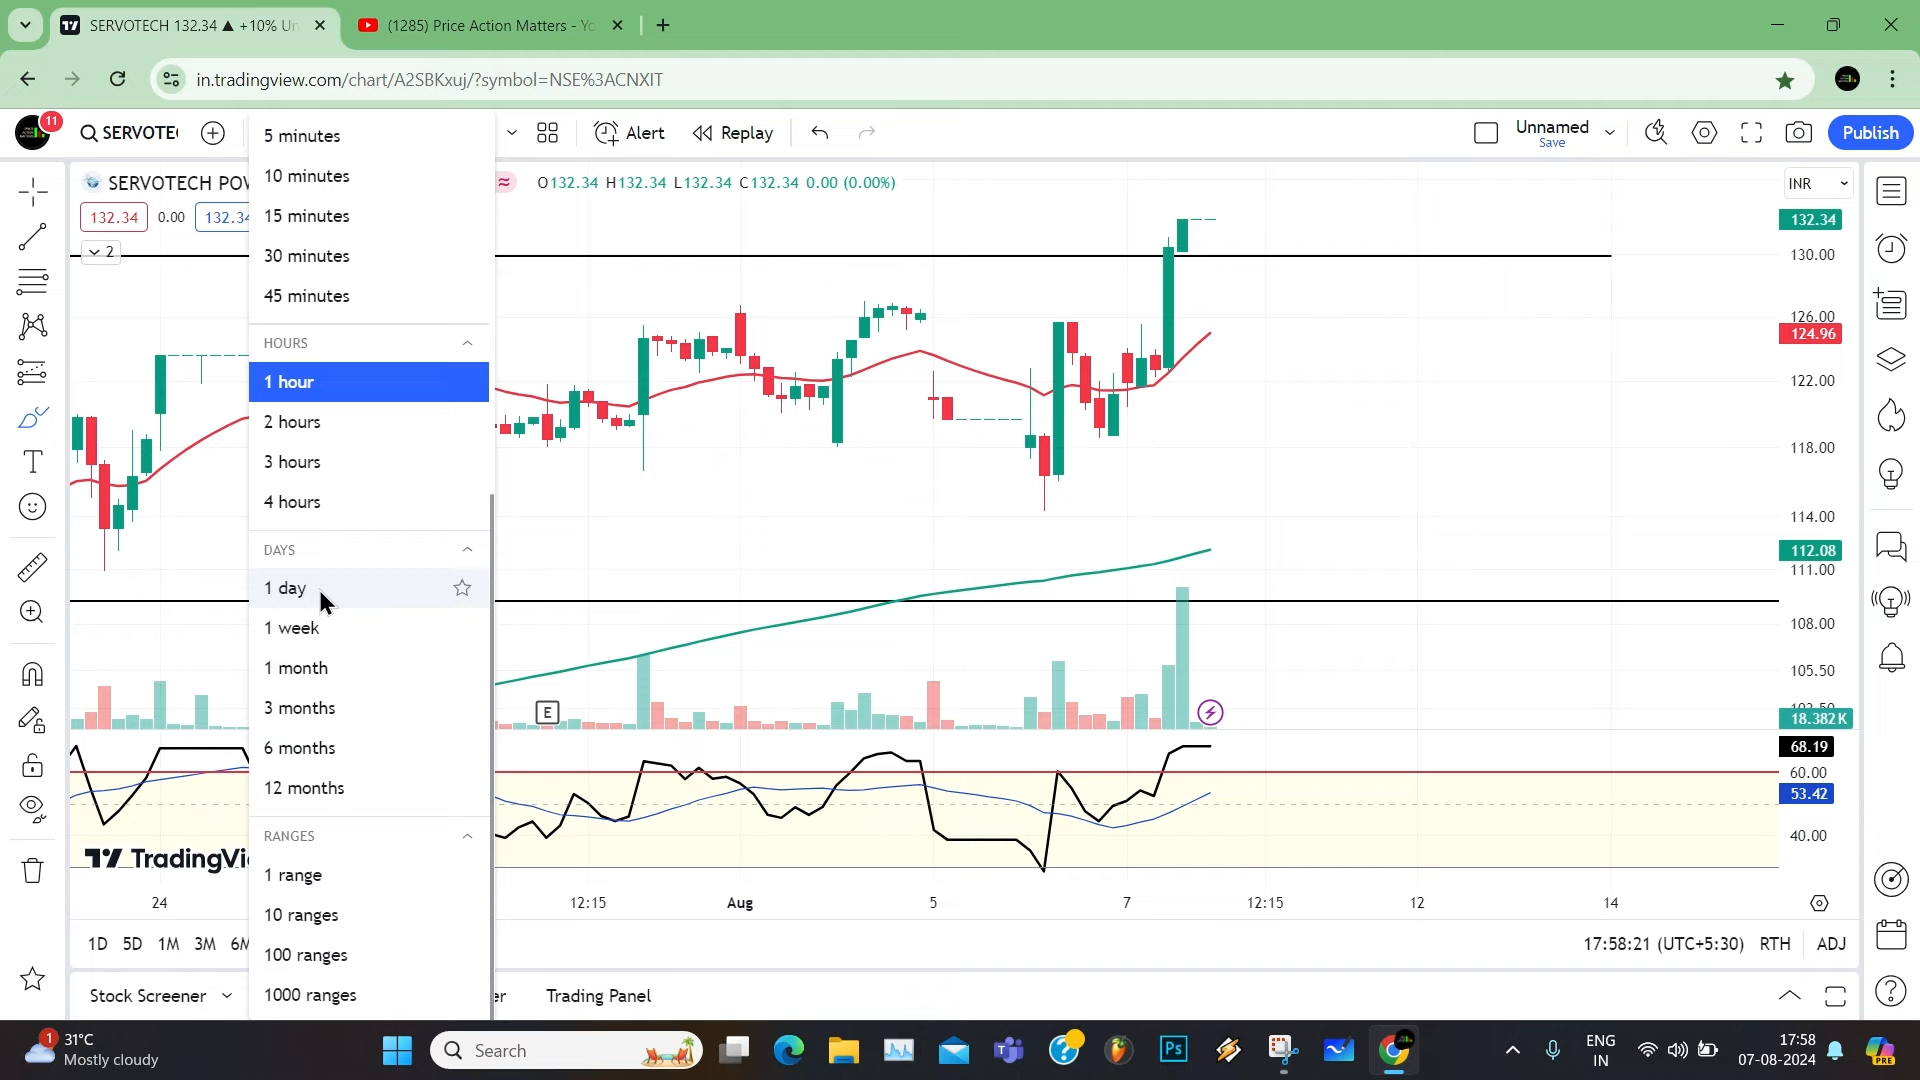 SERVOTECH 132.34 ▲ +10% Un
(1285) Price Action Matters - Yo
in.tradingview.com/chart/A2SBKxuj/?symbol=NSE%3ACNXIT
11
SERVOTE
Alert
Replay
Unnamed
Save
Publish
SERVOTECH POW
O132.34 H132.34 L132.34 C132.34 0.00 (0.00%)
INR
132.34
0.00
132.34
2
5 minutes
10 minutes
15 minutes
30 minutes
45 minutes
HOURS
1 hour
2 hours
3 hours
4 hours
DAYS
1 day
1 week
1 month
3 months
6 months
12 months
RANGES
1 range
10 ranges
100 ranges
1000 ranges
132.34
130.00
126.00
124.96
122.00
118.00
114.00
112.08
111.00
108.00
105.50
102.50
18.382K
68.19
60.00
53.42
40.00
E
TradingVi
24
12:15
Aug
5
7
12:15
12
14
1D
5D
1M
3M
6M
17:58:21 (UTC+5:30)
RTH
ADJ
Stock Screener
er
Trading Panel
1
31°C
Mostly cloudy
Search
Ps
ENG
IN
17:58
07-08-2024
PRE